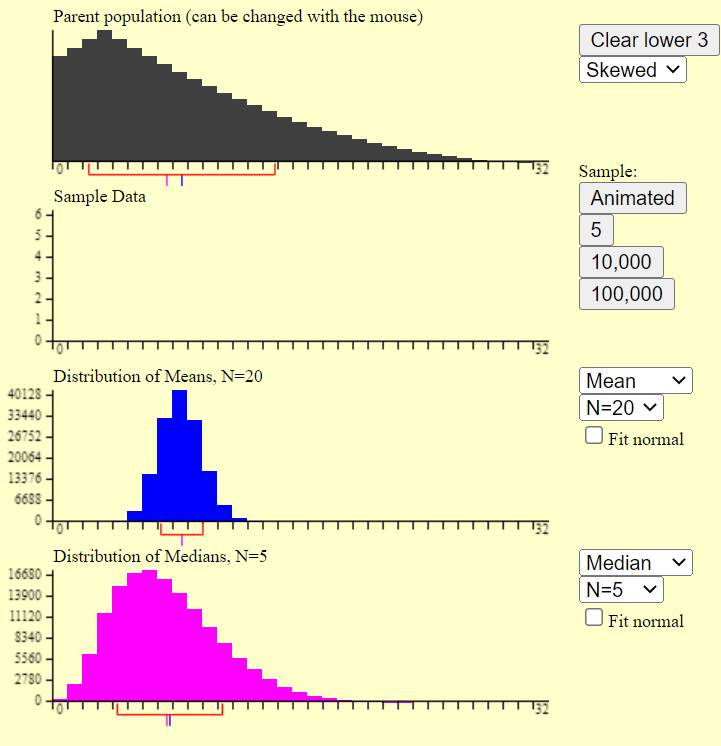 Parent population (can be changed with the mouse)
Clear lower 3
Skewed
0 32
Sample:
Animated
5
10,000
100,000
Sample Data
6
5
4
3
2
1
0
0 32
Distribution of Means, N=20
40128
33440
26752
20064
13376
6688
0
0 32
Mean
N=20
Fit normal
Distribution of Medians, N=5
16680
13900
11120
8340
5560
2780
0
0 32
Median
N=5
Fit normal